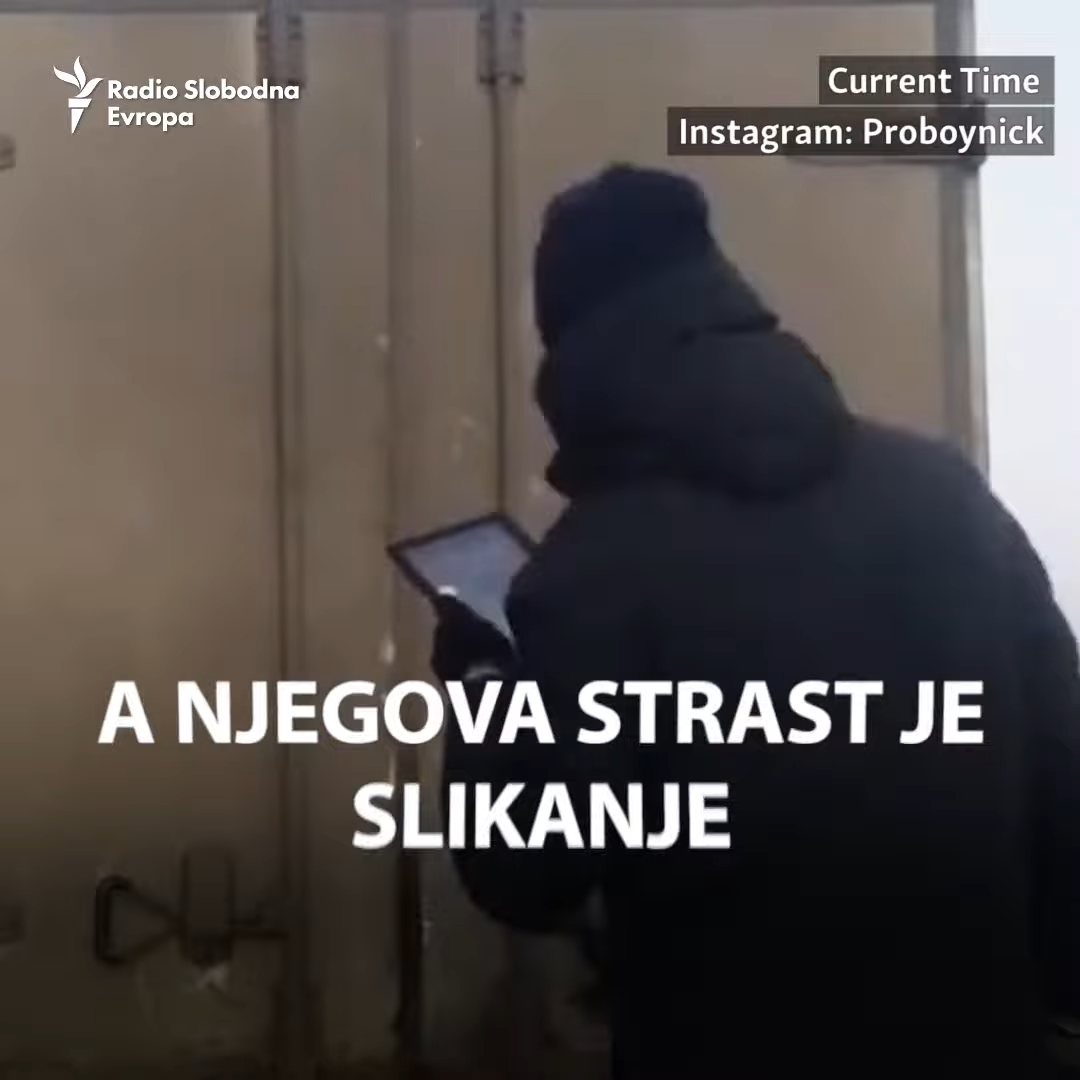 Radio Slobodna
Evropa
Current Time
Instagram: Proboynick
A NJEGOVA STRAST JE
SLIKANJE